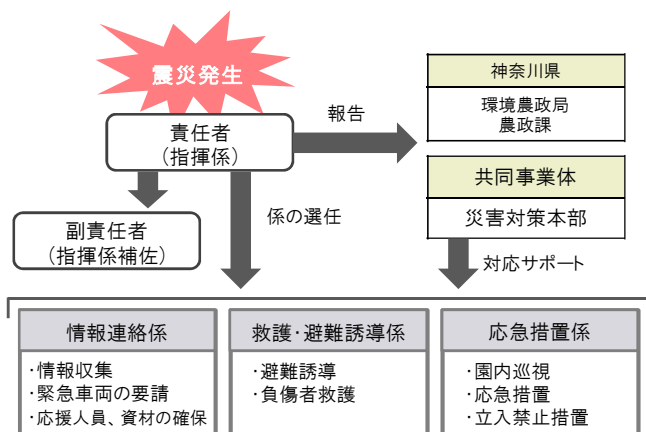 震災発生
責任者
（指揮係）
報告
神奈川県
環境農政局
農政課
共同事業体
災害対策本部
副責任者
（指揮係補佐）
係の選任
対応サポート
情報連絡係
・情報収集
・緊急車両の要請
・応援人員、資材の確保
救護・避難誘導係
・避難誘導
・負傷者救護
応急措置係
・園内巡視
・応急措置
・立入禁止措置